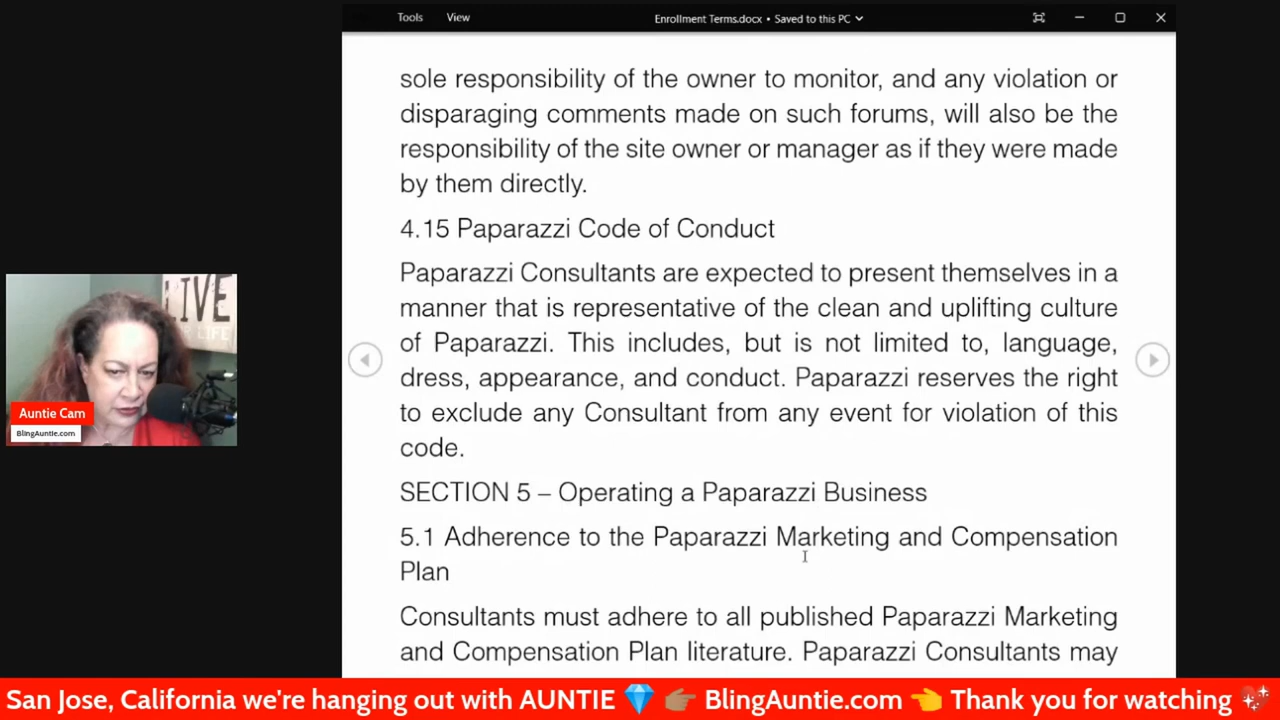 Tools View Enrollment Terms.docx • Saved to this PC
sole responsibility of the owner to monitor, and any violation or
disparaging comments made on such forums, will also be the
responsibility of the site owner or manager as if they were made
by them directly.
4.15 Paparazzi Code of Conduct
Paparazzi Consultants are expected to present themselves in a
manner that is representative of the clean and uplifting culture
of Paparazzi. This includes, but is not limited to, language,
dress, appearance, and conduct. Paparazzi reserves the right
to exclude any Consultant from any event for violation of this
code.
SECTION 5 – Operating a Paparazzi Business
5.1 Adherence to the Paparazzi Marketing and Compensation
Plan
Consultants must adhere to all published Paparazzi Marketing
and Compensation Plan literature. Paparazzi Consultants may
LIVE
LIFE
Auntie Cam
BlingAuntie.com
San Jose, California we're hanging out with AUNTIE 💎 👉🏽 BlingAuntie.com 👈 Thank you for watching 💖